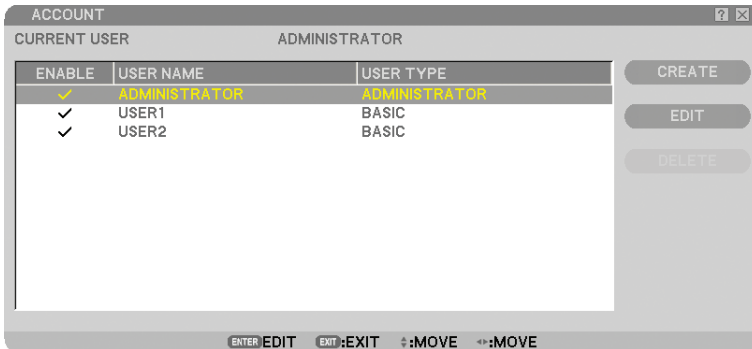 ACCOUNT
CURRENT USER ADMINISTRATOR
ENABLE USER NAME USER TYPE
ADMINISTRATOR ADMINISTRATOR
USER1 BASIC
USER2 BASIC
CREATE
EDIT
DELETE
ENTER EDIT EXIT:EXIT :MOVE :MOVE